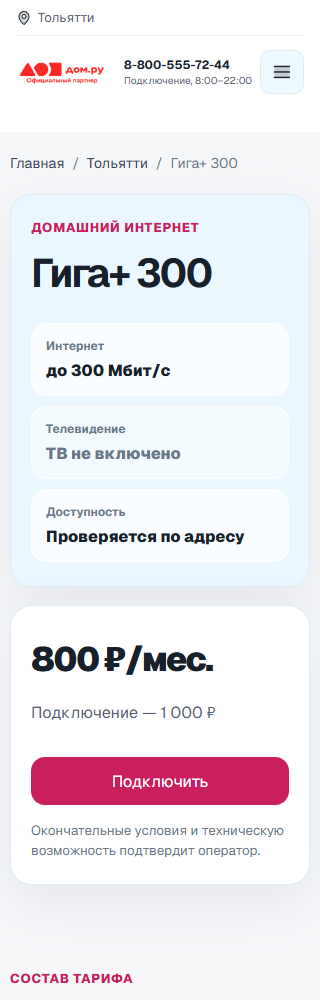 Тольятти
дом.ру
Официальный партнер
8-800-555-72-44
Подключение, 8:00–22:00
Главная / Тольятти / Гига+ 300
ДОМАШНИЙ ИНТЕРНЕТ
Гига+ 300
Интернет
до 300 Мбит/с
Телевидение
ТВ не включено
Доступность
Проверяется по адресу
800 ₽/мес.
Подключение — 1 000 ₽
Подключить
Окончательные условия и техническую
возможность подтвердит оператор.
СОСТАВ ТАРИФА